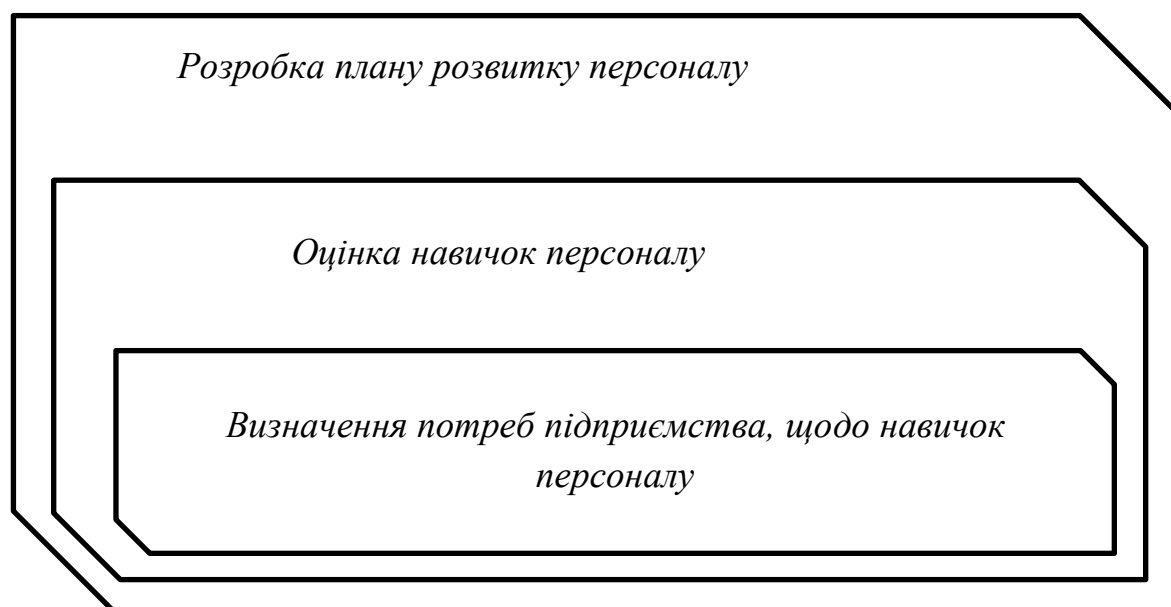 Розробка плану розвитку персоналу
Оцінка навичок персоналу
Визначення потреб підприємства, щодо навичок
персоналу